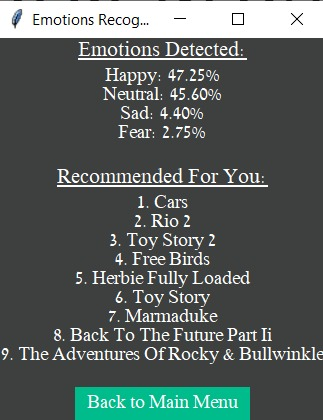 Emotions Recog...
Emotions Detected:
Happy: 47.25%
Neutral: 45.60%
Sad: 4.40%
Fear: 2.75%
Recommended For You:
1. Cars
2. Rio 2
3. Toy Story 2
4. Free Birds
5. Herbie Fully Loaded
6. Toy Story
7. Marmaduke
8. Back To The Future Part Ii
9. The Adventures Of Rocky & Bullwinkle
Back to Main Menu